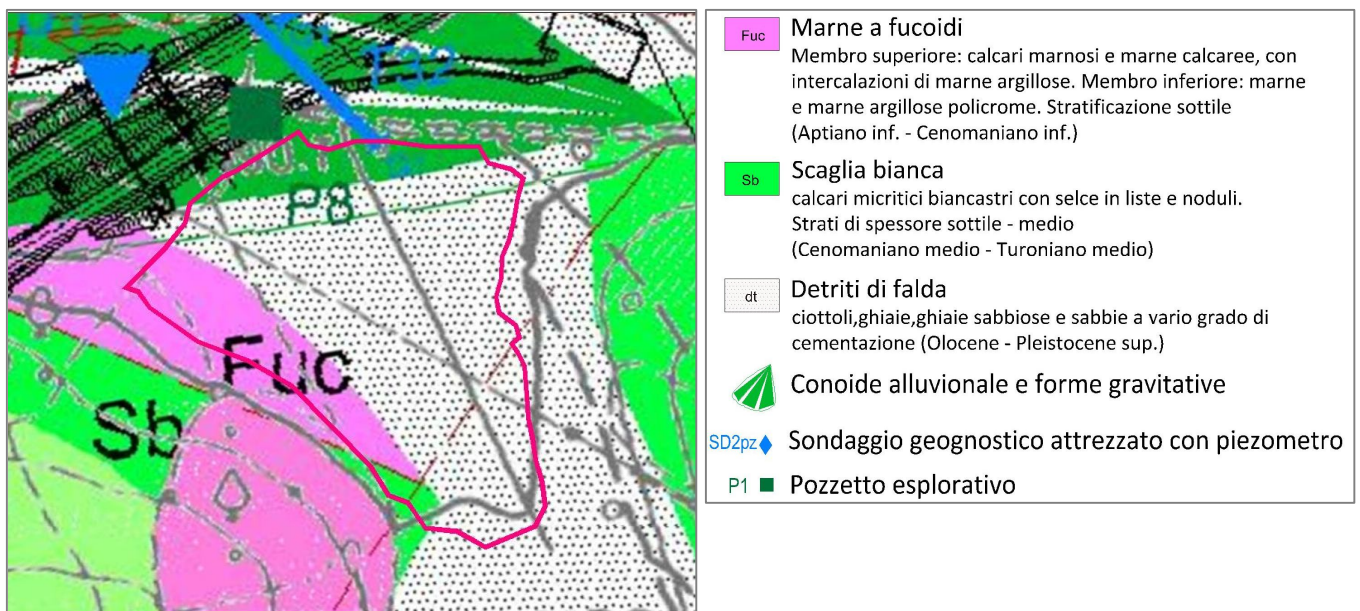 T32
P8
Fuc
Sb
Fuc
Marne a fucoidi
Membro superiore: calcari marnosi e marne calcaree, con
intercalazioni di marne argillose. Membro inferiore: marne
e marne argillose policrome. Stratificazione sottile
(Aptiano inf. - Cenomaniano inf.)
Sb
Scaglia bianca
calcari micritici biancastri con selce in liste e noduli.
Strati di spessore sottile - medio
(Cenomaniano medio - Turoniano medio)
dt
Detriti di falda
ciottoli,ghiaie,ghiaie sabbiose e sabbie a vario grado di
cementazione (Olocene - Pleistocene sup.)
Conoide alluvionale e forme gravitative
SD2pz
Sondaggio geognostico attrezzato con piezometro
P1
Pozzetto esplorativo